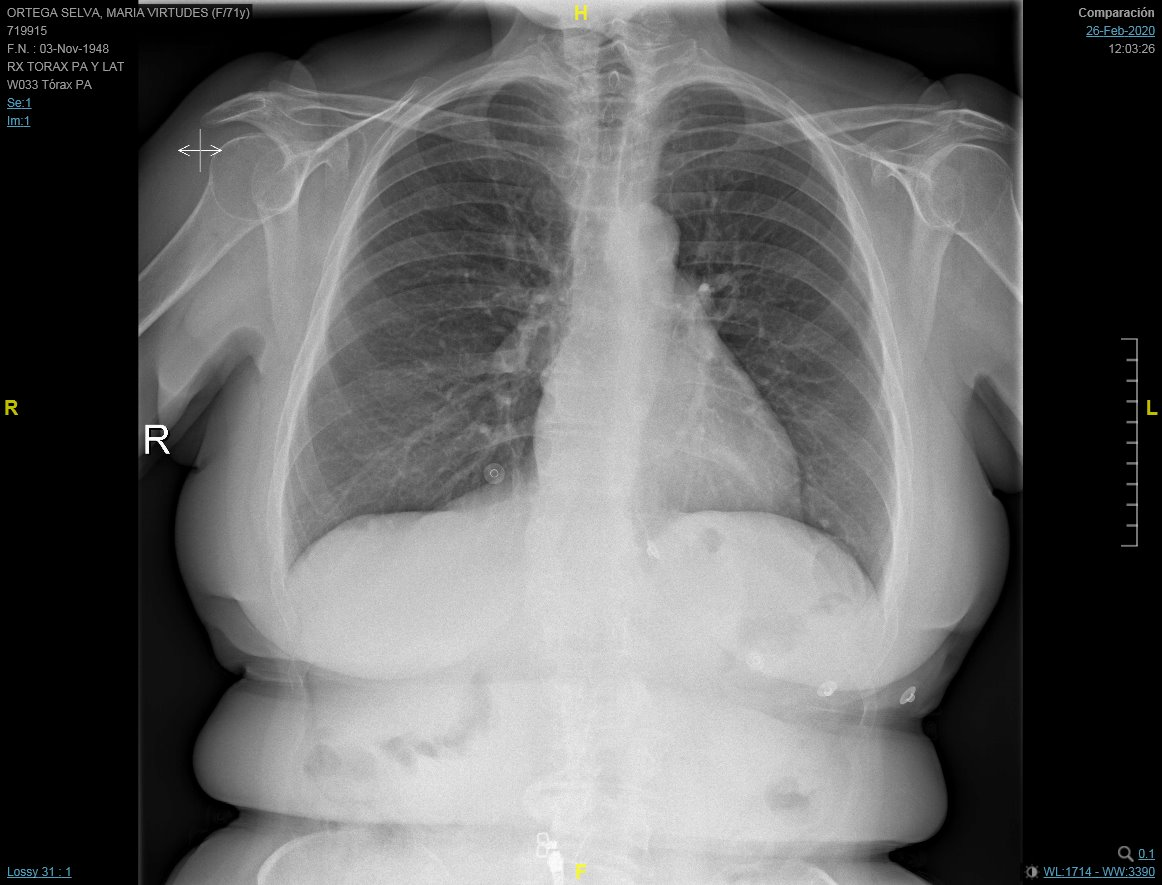 ORTEGA SELVA, MARIA VIRTUDES (F/71y)
719915
F.N. : 03-Nov-1948
RX TORAX PA Y LAT
W033 Tórax PA
Se:1
Im:1
H
Comparación
26-Feb-2020
12:03:26
R
R
L
Lossy 31 : 1
F
0.1
WL:1714 - WW:3390